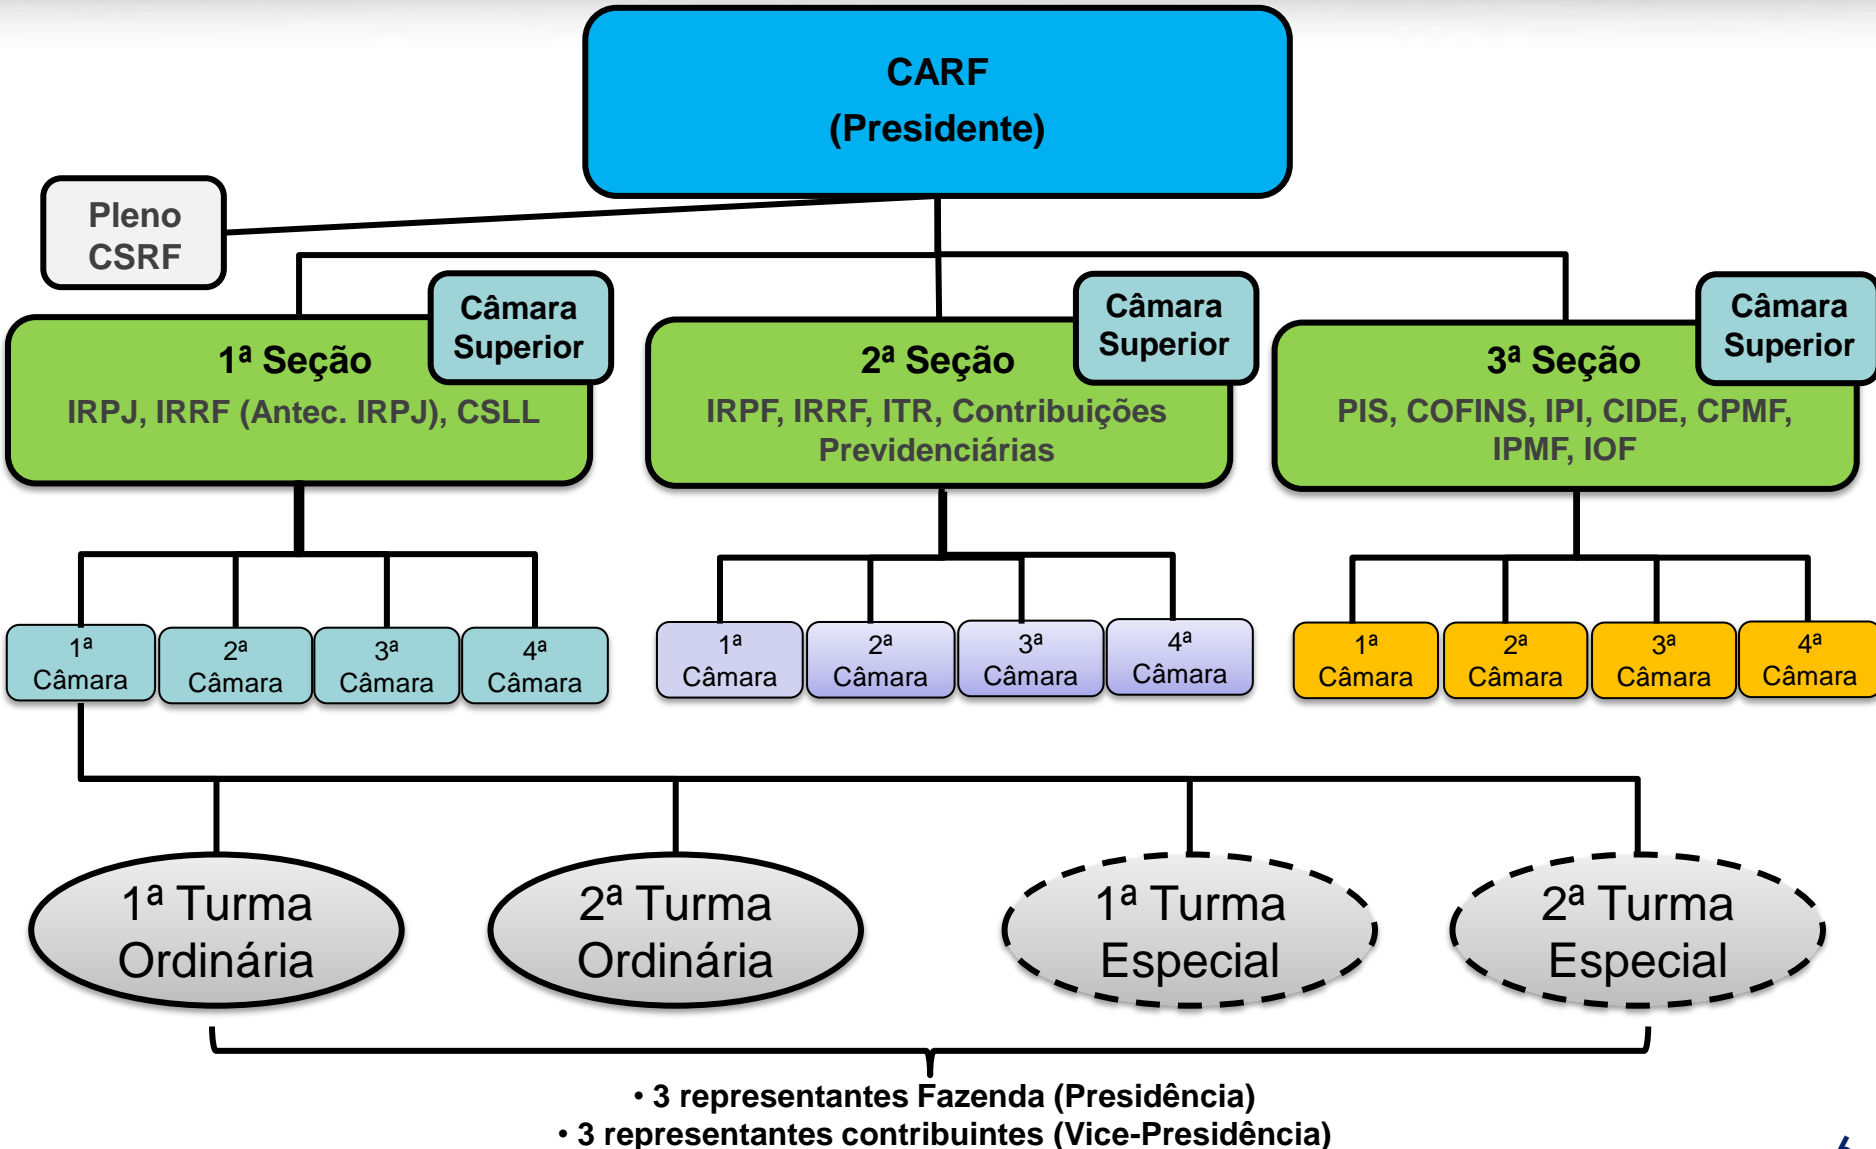 CARF
(Presidente)
Pleno
CSRF
Câmara
Superior
1ª Seção
IRPJ, IRRF (Antec. IRPJ), CSLL
Câmara
Superior
2ª Seção
IRPF, IRRF, ITR, Contribuições
Previdenciárias
Câmara
Superior
3ª Seção
PIS, COFINS, IPI, CIDE, CPMF,
IPMF, IOF
1ª
Câmara
2ª
Câmara
3ª
Câmara
4ª
Câmara
1ª
Câmara
2ª
Câmara
3ª
Câmara
4ª
Câmara
1ª
Câmara
2ª
Câmara
3ª
Câmara
4ª
Câmara
1ª Turma
Ordinária
2ª Turma
Ordinária
1ª Turma
Especial
2ª Turma
Especial
• 3 representantes Fazenda (Presidência)
• 3 representantes contribuintes (Vice-Presidência)